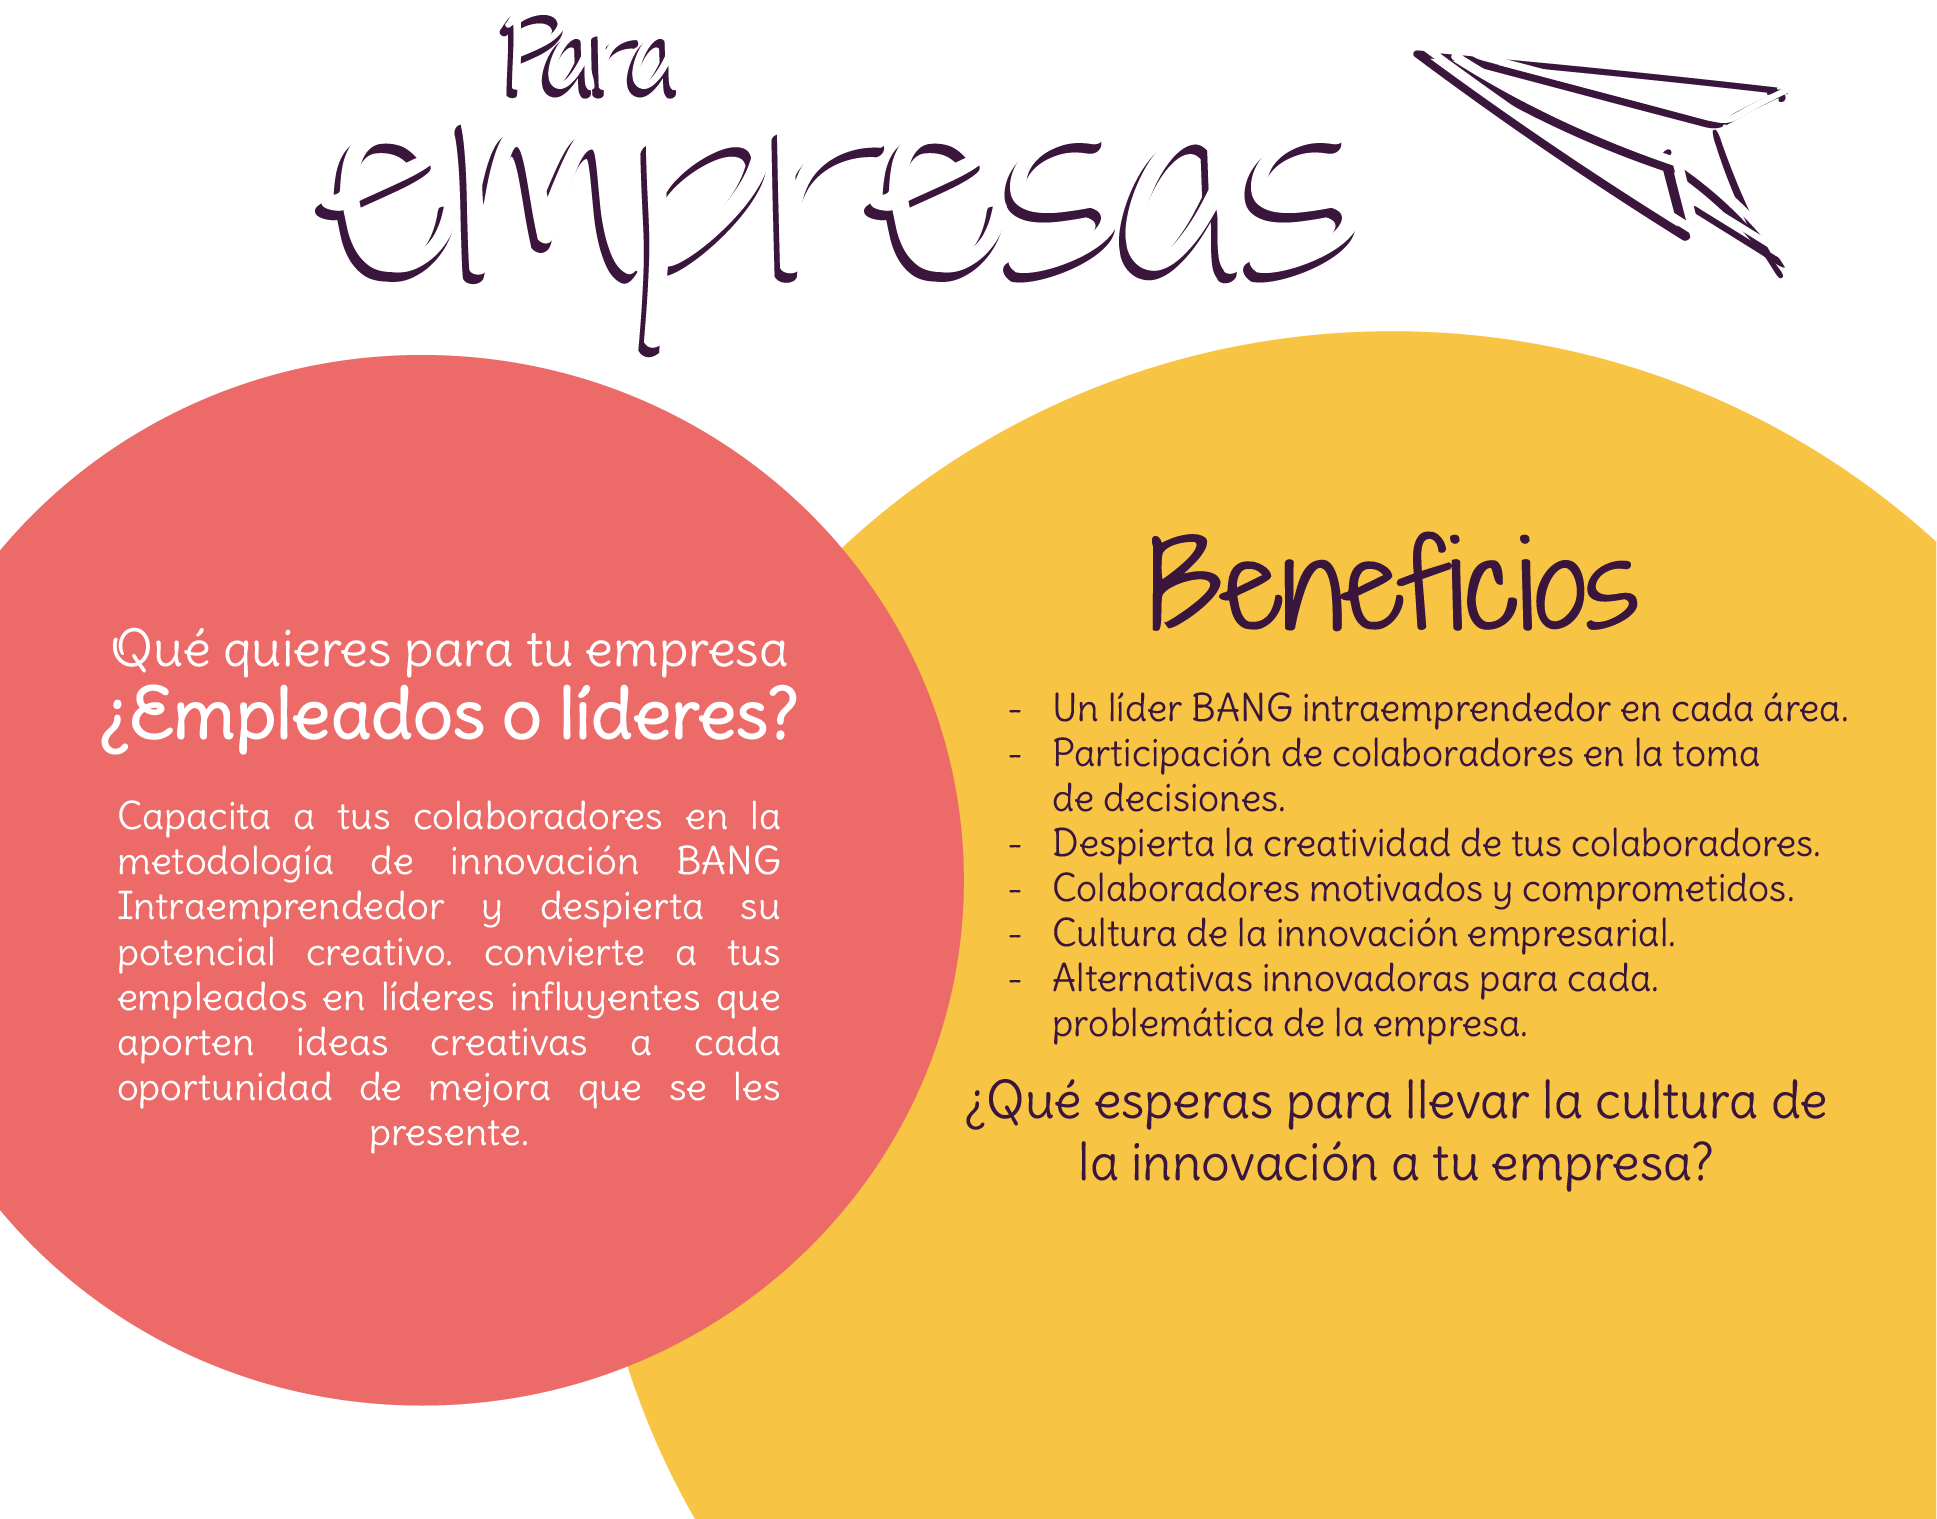 Para
empresas
Qué quieres para tu empresa
¿Empleados o líderes?
Capacita a tus colaboradores en la
metodología de innovación BANG
Intraemprendedor y despierta su
potencial creativo. convierte a tus
empleados en líderes influyentes que
aporten ideas creativas a cada
oportunidad de mejora que se les
presente.
Beneficios
- Un líder BANG intraemprendedor en cada área.
- Participación de colaboradores en la toma
de decisiones.
- Despierta la creatividad de tus colaboradores.
- Colaboradores motivados y comprometidos.
- Cultura de la innovación empresarial.
- Alternativas innovadoras para cada.
problemática de la empresa.
¿Qué esperas para llevar la cultura de
la innovación a tu empresa?